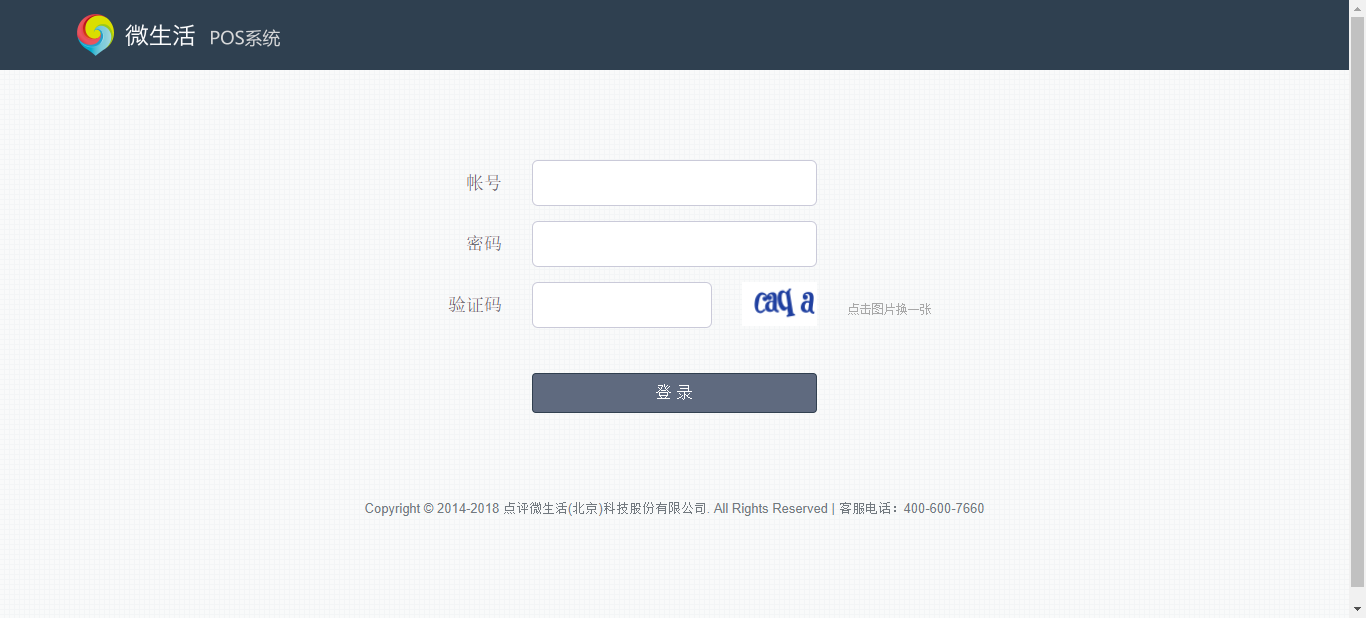 微生活 POS系统
帐号
密码
验证码 caq a 点击图片换一张
登 录
Copyright © 2014-2018 点评微生活(北京)科技股份有限公司. All Rights Reserved | 客服电话：400-600-7660